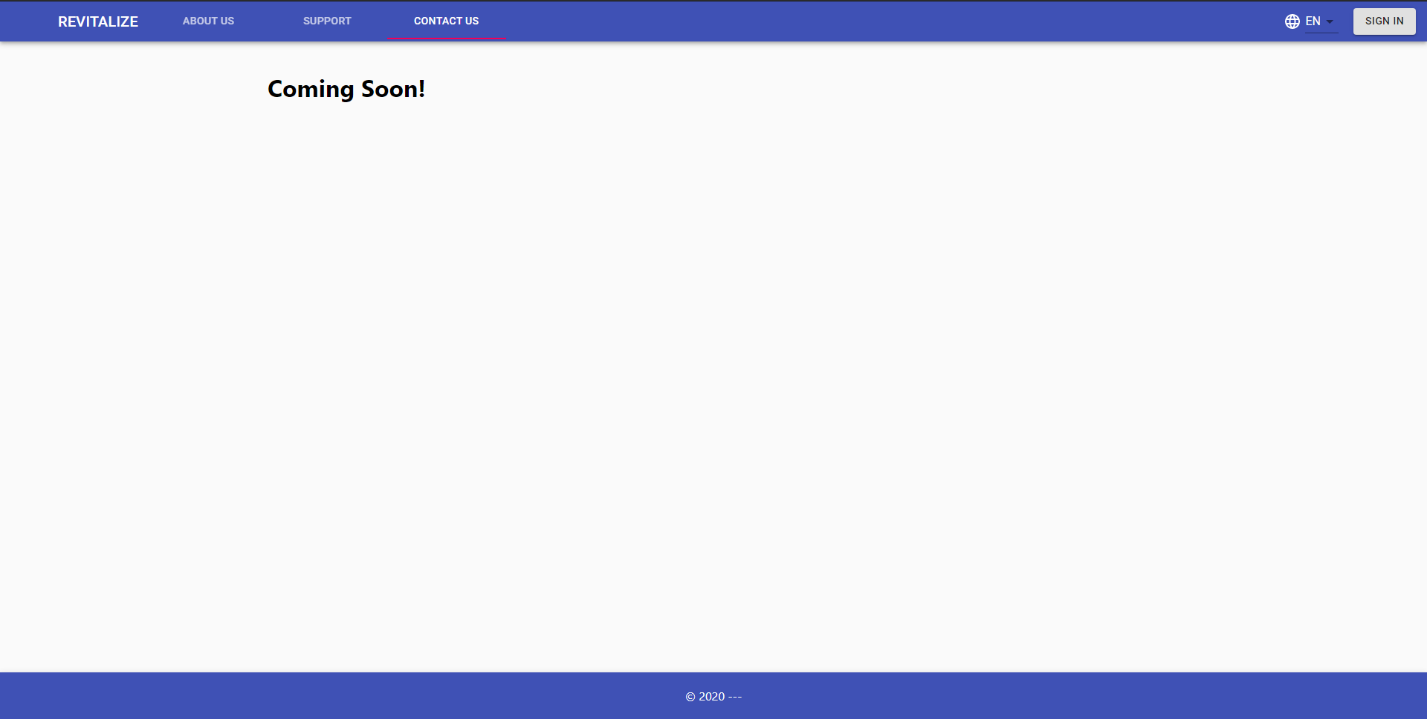 REVITALIZE ABOUT US SUPPORT CONTACT US EN SIGN IN
Coming Soon!
© 2020 ---